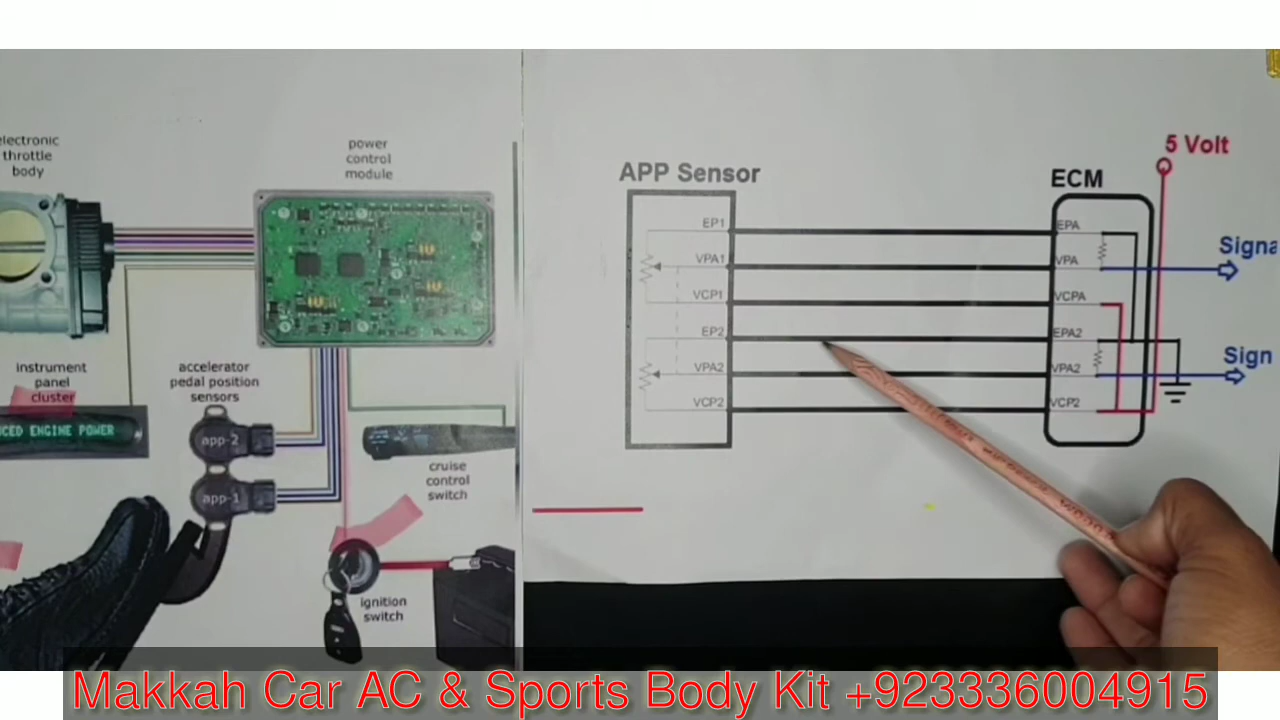 electronic
throttle
body
power
control
module
instrument
panel
cluster
CED ENGINE POWER
accelerator
pedal position
sensors
app-2
app-1
cruise
control
switch
ignition
switch
APP Sensor
EP1
VPA1
VCP1
EP2
VPA2
VCP2
ECM
EPA
VPA
VCPA
EPA2
VPA2
VCP2
5 Volt
Signa
Sign
Makkah Car AC & Sports Body Kit +923336004915